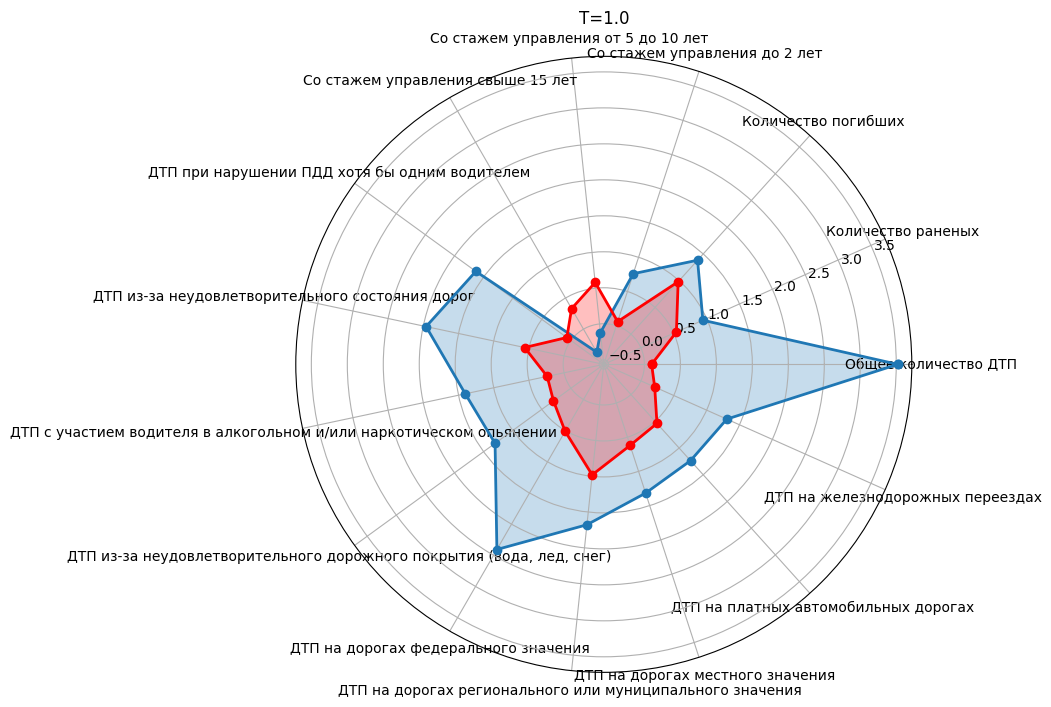 T=1.0
Со стажем управления от 5 до 10 лет
Со стажем управления до 2 лет
Со стажем управления свыше 15 лет
Количество погибших
ДТП при нарушении ПДД хотя бы одним водителем
Количество раненых
3.5
3.0
2.5
2.0
1.5
1.0
0.5
0.0
−0.5
ДТП из-за неудовлетворительного состояния дорог
Общее количество ДТП
ДТП с участием водителя в алкогольном и/или наркотическом опьянении
ДТП на железнодорожных переездах
ДТП из-за неудовлетворительного дорожного покрытия (вода, лед, снег)
ДТП на платных автомобильных дорогах
ДТП на дорогах федерального значения
ДТП на дорогах местного значения
ДТП на дорогах регионального или муниципального значения